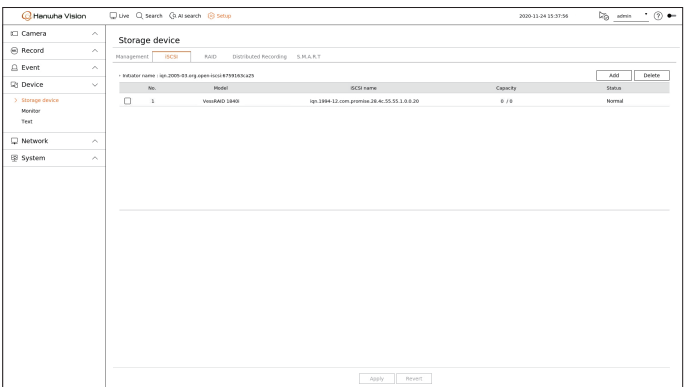 Hanwha Vision
Live Search AI search Setup 2020-11-24 15:37:56 admin ?
Camera
Record
Event
Device
> Storage device
Monitor
Text
Network
System
Storage device
Management iSCSI RAID Distributed Recording S.M.A.R.T
• Initiator name : iqn.2005-03.org.open-iscsi:6759163ca25 Add Delete
No. Model iSCSI name Capacity Status
1 VessRAID 1840i iqn.1994-12.com.promise.28.4c.55.55.1.0.0.20 0 / 0 Normal
Apply Revert